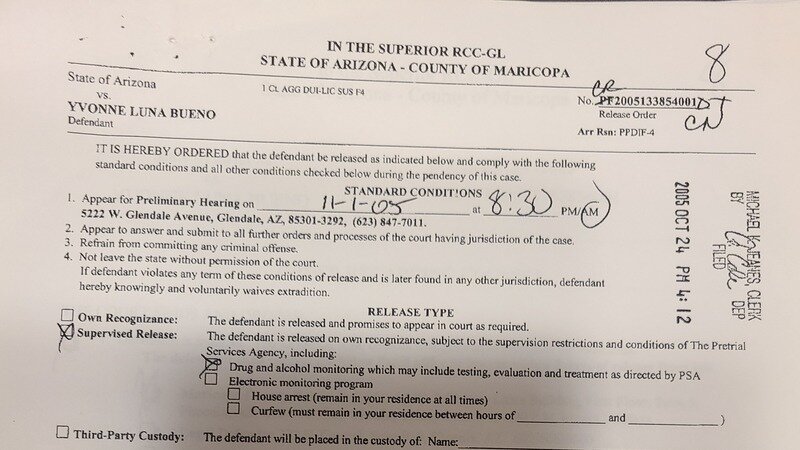 8
IN THE SUPERIOR RCC-GL
STATE OF ARIZONA - COUNTY OF MARICOPA
State of Arizona
vs.
YVONNE LUNA BUENO
Defendant
1 CL AGG DUI-LIC SUS F4
CR
No. PF2005133854001 DT
Release Order
CN
Arr Rsn: PPDIF-4
IT IS HEREBY ORDERED that the defendant be released as indicated below and comply with the following
standard conditions and all other conditions checked below during the pendency of this case.
STANDARD CONDITIONS
1. Appear for Preliminary Hearing on 11-1-05 at 8:30 PM/AM
5222 W. Glendale Avenue, Glendale, AZ, 85301-3292, (623) 847-7011.
2. Appear to answer and submit to all further orders and processes of the court having jurisdiction of the case.
3. Refrain from committing any criminal offense.
4. Not leave the state without permission of the court.
If defendant violates any term of these conditions of release and is later found in any other jurisdiction, defendant
hereby knowingly and voluntarily waives extradition.
MICHAEL K. JEANES, CLERK
BY DEP
FILED
2005 OCT 24 PM 4:12
RELEASE TYPE
Own Recognizance: The defendant is released and promises to appear in court as required.
Supervised Release: The defendant is released on own recognizance, subject to the supervision restrictions and conditions of The Pretrial
Services Agency, including:
Drug and alcohol monitoring which may include testing, evaluation and treatment as directed by PSA
Electronic monitoring program
House arrest (remain in your residence at all times)
Curfew (must remain in your residence between hours of ____ and ____)
Third-Party Custody: The defendant will be placed in the custody of: Name: